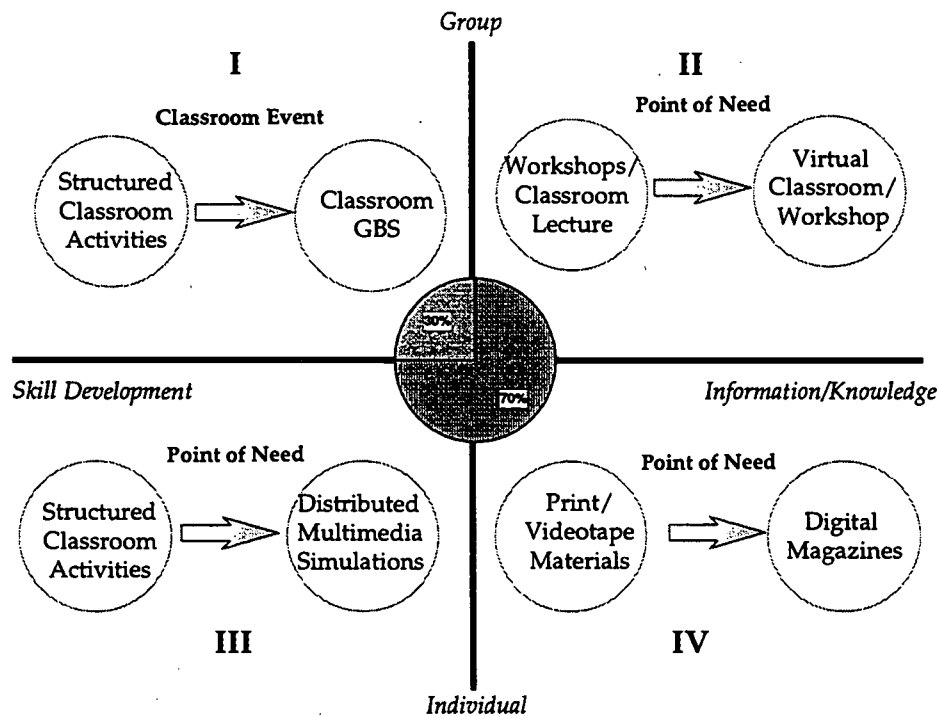 Group
I
Classroom Event
Structured
Classroom
Activities
Classroom
GBS
II
Point of Need
Workshops/
Classroom
Lecture
Virtual
Classroom/
Workshop
30%
70%
Skill Development
Information/Knowledge
Point of Need
Structured
Classroom
Activities
Distributed
Multimedia
Simulations
III
Point of Need
Print/
Videotape
Materials
Digital
Magazines
IV
Individual